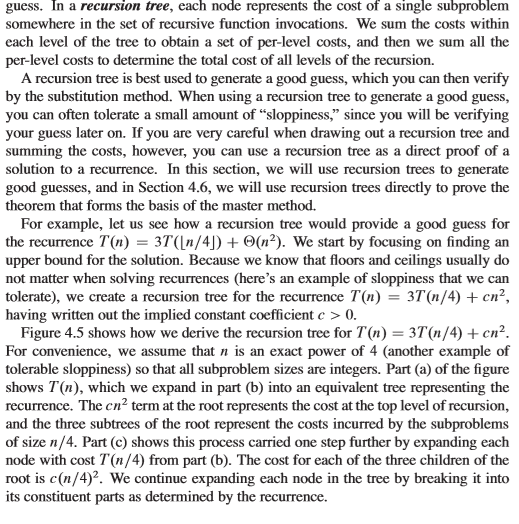 guess. In a recursion tree, each node represents the cost of a single subproblem
somewhere in the set of recursive function invocations. We sum the costs within
each level of the tree to obtain a set of per-level costs, and then we sum all the
per-level costs to determine the total cost of all levels of the recursion.
A recursion tree is best used to generate a good guess, which you can then verify
by the substitution method. When using a recursion tree to generate a good guess,
you can often tolerate a small amount of “sloppiness,” since you will be verifying
your guess later on. If you are very careful when drawing out a recursion tree and
summing the costs, however, you can use a recursion tree as a direct proof of a
solution to a recurrence. In this section, we will use recursion trees to generate
good guesses, and in Section 4.6, we will use recursion trees directly to prove the
theorem that forms the basis of the master method.
For example, let us see how a recursion tree would provide a good guess for
the recurrence T(n) = 3T(⌊n/4⌋) + Θ(n²). We start by focusing on finding an
upper bound for the solution. Because we know that floors and ceilings usually do
not matter when solving recurrences (here’s an example of sloppiness that we can
tolerate), we create a recursion tree for the recurrence T(n) = 3T(n/4) + cn²,
having written out the implied constant coefficient c > 0.
Figure 4.5 shows how we derive the recursion tree for T(n) = 3T(n/4) + cn².
For convenience, we assume that n is an exact power of 4 (another example of
tolerable sloppiness) so that all subproblem sizes are integers. Part (a) of the figure
shows T(n), which we expand in part (b) into an equivalent tree representing the
recurrence. The cn² term at the root represents the cost at the top level of recursion,
and the three subtrees of the root represent the costs incurred by the subproblems
of size n/4. Part (c) shows this process carried one step further by expanding each
node with cost T(n/4) from part (b). The cost for each of the three children of the
root is c(n/4)². We continue expanding each node in the tree by breaking it into
its constituent parts as determined by the recurrence.